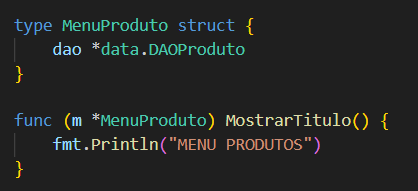 type MenuProduto struct {
    dao *data.DAOProduto
}

func (m *MenuProduto) MostrarTitulo() {
    fmt.Println("MENU PRODUTOS")
}